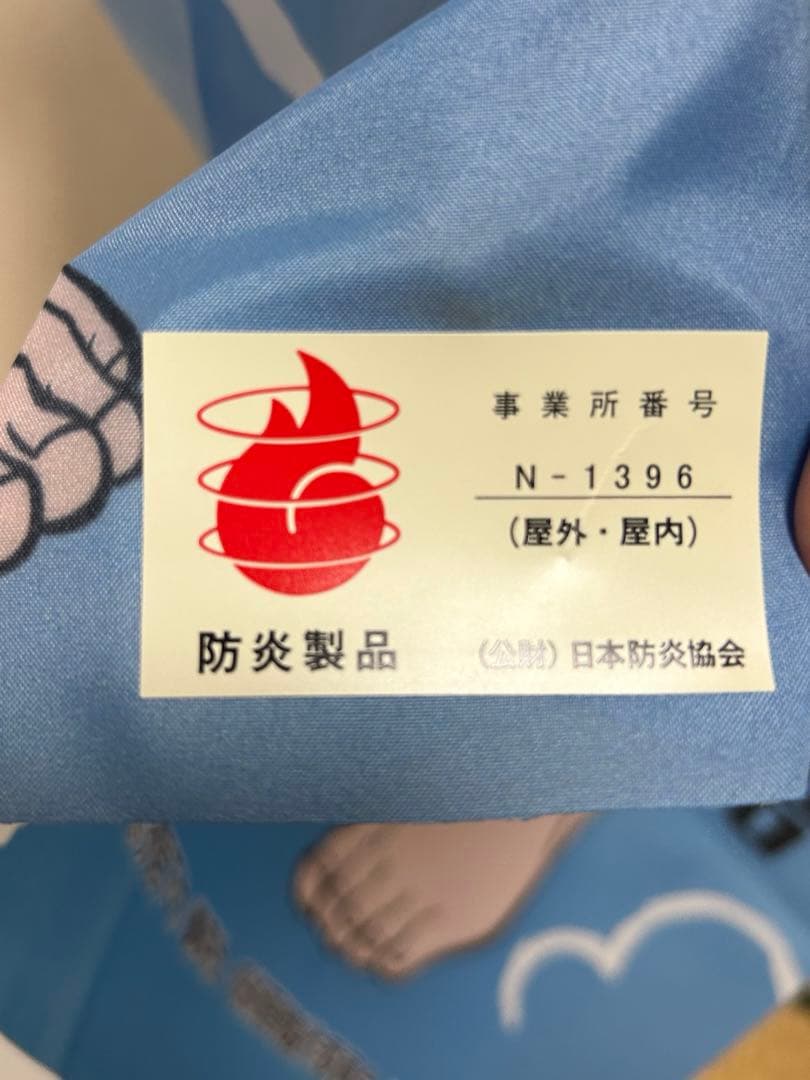 事業所番号
N-1396
(屋外・屋内)
防炎製品
(公財)日本防炎協会